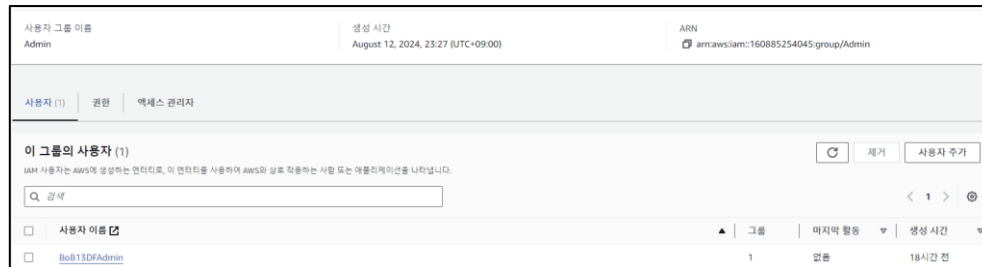 사용자 그룹 이름
Admin
생성 시간
August 12, 2024, 23:27 (UTC+09:00)
ARN
arn:aws:iam::160885254045:group/Admin
사용자 (1)
권한
액세스 관리자
이 그룹의 사용자 (1)
제거
사용자 추가
IAM 사용자는 AWS에 생성하는 엔터티로, 이 엔터티를 사용하여 AWS와 상호 작용하는 사람 또는 애플리케이션을 나타냅니다.
검색
1
사용자 이름
그룹
마지막 활동
생성 시간
BoB13DFAdmin
1
없음
18시간 전